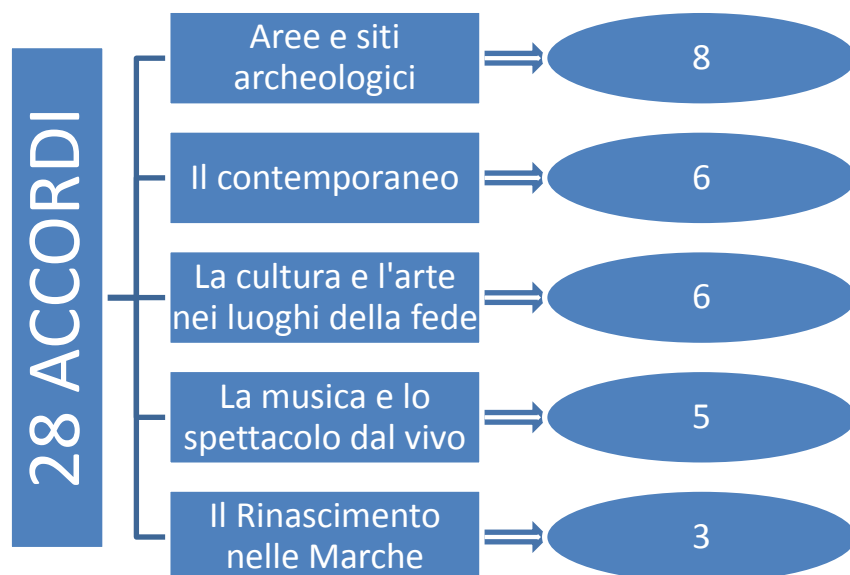 28 ACCORDI
Aree e siti
archeologici
8
Il contemporaneo
6
La cultura e l'arte
nei luoghi della fede
6
La musica e lo
spettacolo dal vivo
5
Il Rinascimento
nelle Marche
3